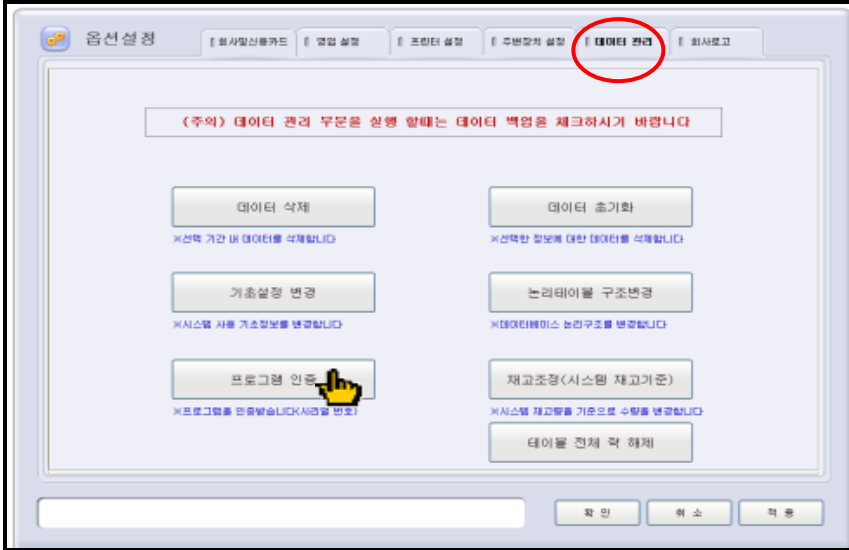 옵션설정
회사및신용카드
영업 설정
프린터 설정
주변장치 설정
데이터 관리
회사로고
(주의) 데이터 관리 부문을 실행 할때는 데이터 백업을 체크하시기 바랍니다
데이터 삭제
데이터 초기화
※선택 기간 내 데이터를 삭제합니다
※선택한 정보에 대한 데이터를 삭제합니다
기초설정 변경
논리테이블 구조변경
※시스템 사용 기초정보를 변경합니다
※데이터베이스 논리구조를 변경합니다
프로그램 인증
재고조정(시스템 재고기준)
※프로그램을 인증받습니다(시리얼 번호)
※시스템 재고량을 기준으로 수량을 변경합니다
테이블 전체 락 해제
확 인
취 소
적 용